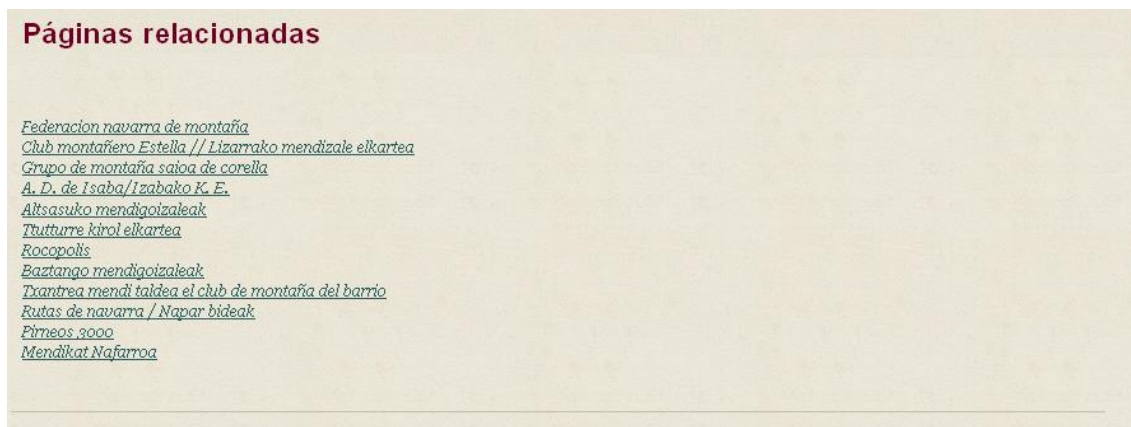 Páginas relacionadas
Federacion navarra de montaña
Club montañero Estella // Lizarrako mendizale elkartea
Grupo de montaña saioa de corella
A. D. de Isaba/Izabako K. E.
Altsasuko mendigoizaleak
Ttutturre kirol elkartea
Rocopolis
Baztango mendigoizaleak
Txantrea mendi taldea el club de montaña del barrio
Rutas de navarra / Napar bideak
Pirneos 3000
Mendikat Nafarroa